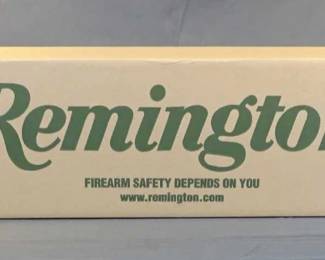 Remington
FIREARM SAFETY DEPENDS ON YOU
www.remington.com